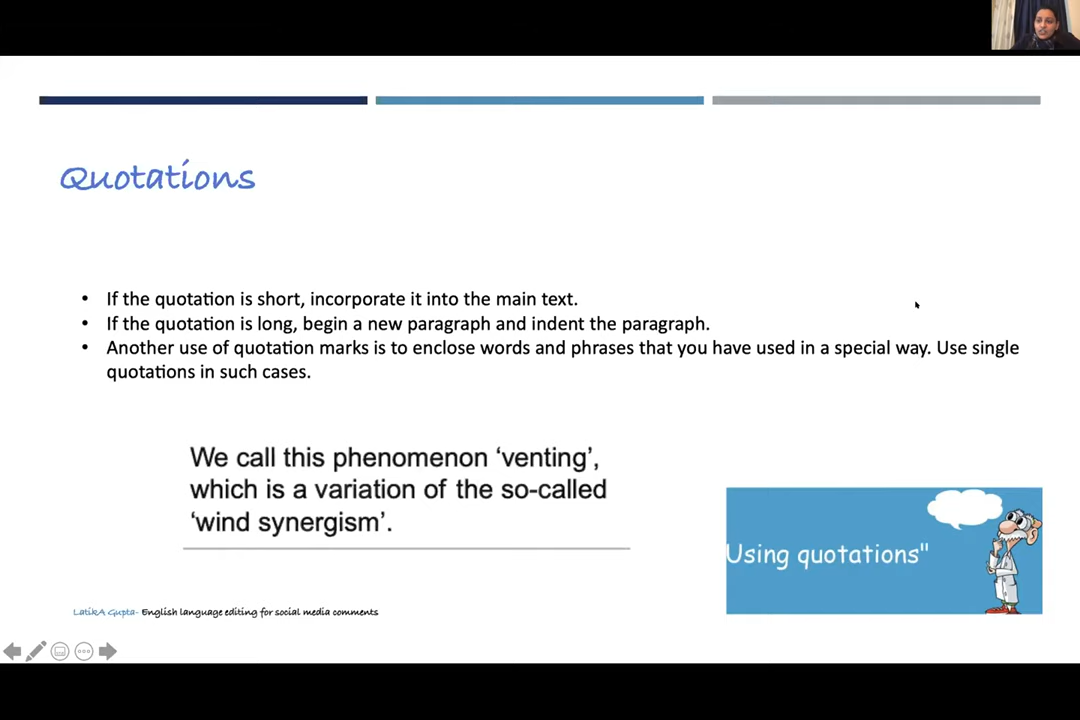 Quotations
• If the quotation is short, incorporate it into the main text.
• If the quotation is long, begin a new paragraph and indent the paragraph.
• Another use of quotation marks is to enclose words and phrases that you have used in a special way. Use single
quotations in such cases.
We call this phenomenon ‘venting’,
which is a variation of the so-called
‘wind synergism’.
Using quotations"
LatikA Gupta- English language editing for social media comments